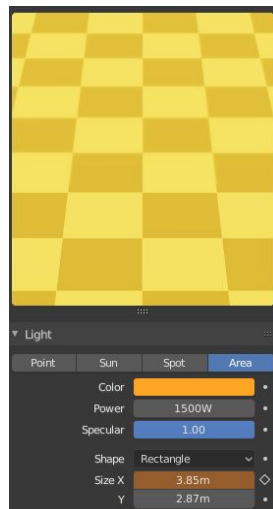 Light
Point Sun Spot Area
Color
Power 1500W
Specular 1.00
Shape Rectangle
Size X 3.85m
Y 2.87m